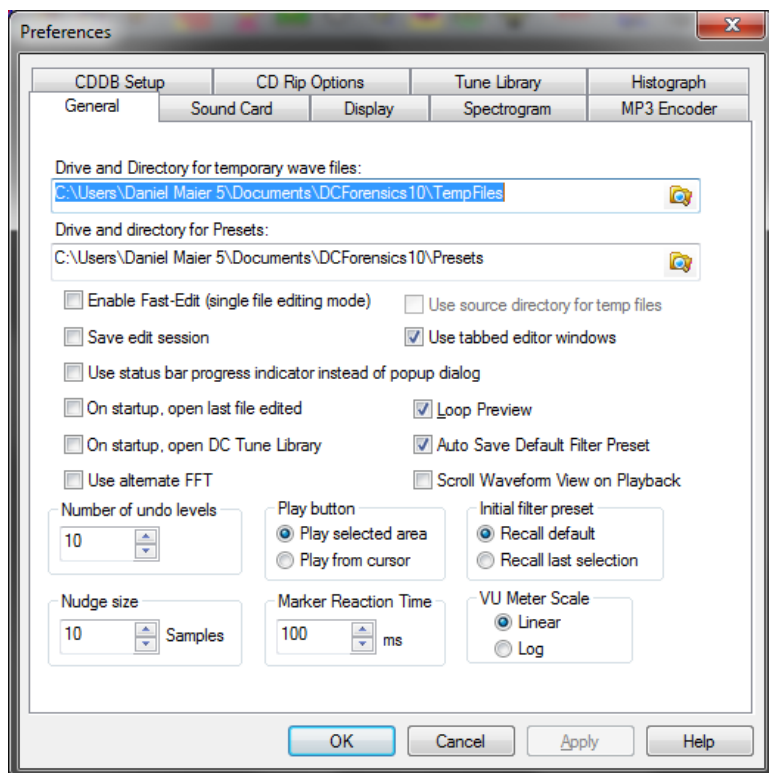 Preferences
CDDB Setup CD Rip Options Tune Library Histograph
General Sound Card Display Spectrogram MP3 Encoder
Drive and Directory for temporary wave files:
C:\Users\Daniel Maier 5\Documents\DCForensics10\TempFiles
Drive and directory for Presets:
C:\Users\Daniel Maier 5\Documents\DCForensics10\Presets
Enable Fast-Edit (single file editing mode) Use source directory for temp files
Save edit session Use tabbed editor windows
Use status bar progress indicator instead of popup dialog
On startup, open last file edited Loop Preview
On startup, open DC Tune Library Auto Save Default Filter Preset
Use alternate FFT Scroll Waveform View on Playback
Number of undo levels Play button Initial filter preset
10 Play selected area Recall default
Play from cursor Recall last selection
Nudge size Marker Reaction Time VU Meter Scale
10 Samples 100 ms Linear
Log
OK Cancel Apply Help